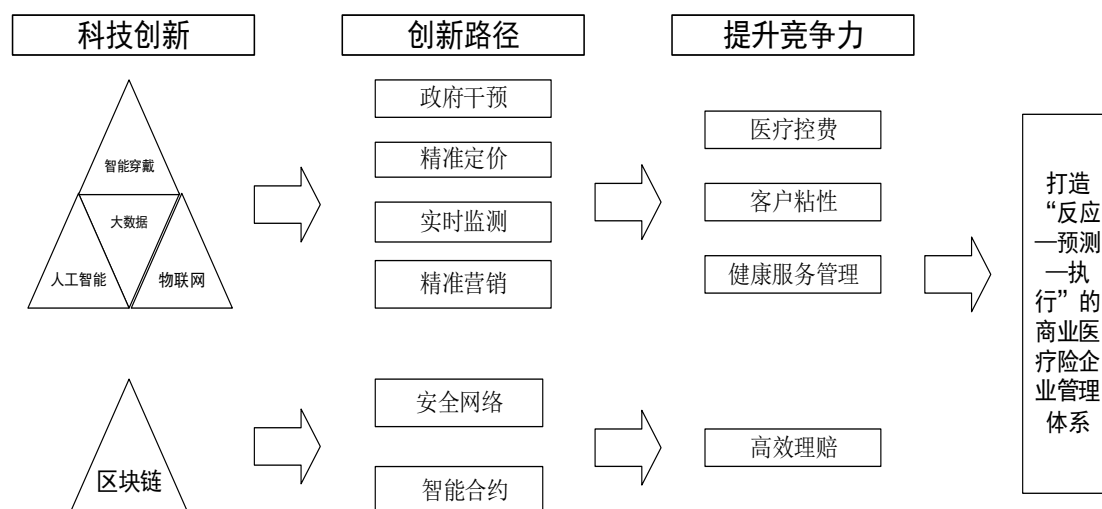 科技创新
创新路径
提升竞争力
智能穿戴
大数据
人工智能
物联网
政府干预
精准定价
实时监测
精准营销
医疗控费
客户粘性
健康服务管理
区块链
安全网络
智能合约
高效理赔
打造
“反应
—预测
—执
行”的
商业医
疗险企
业管理
体系